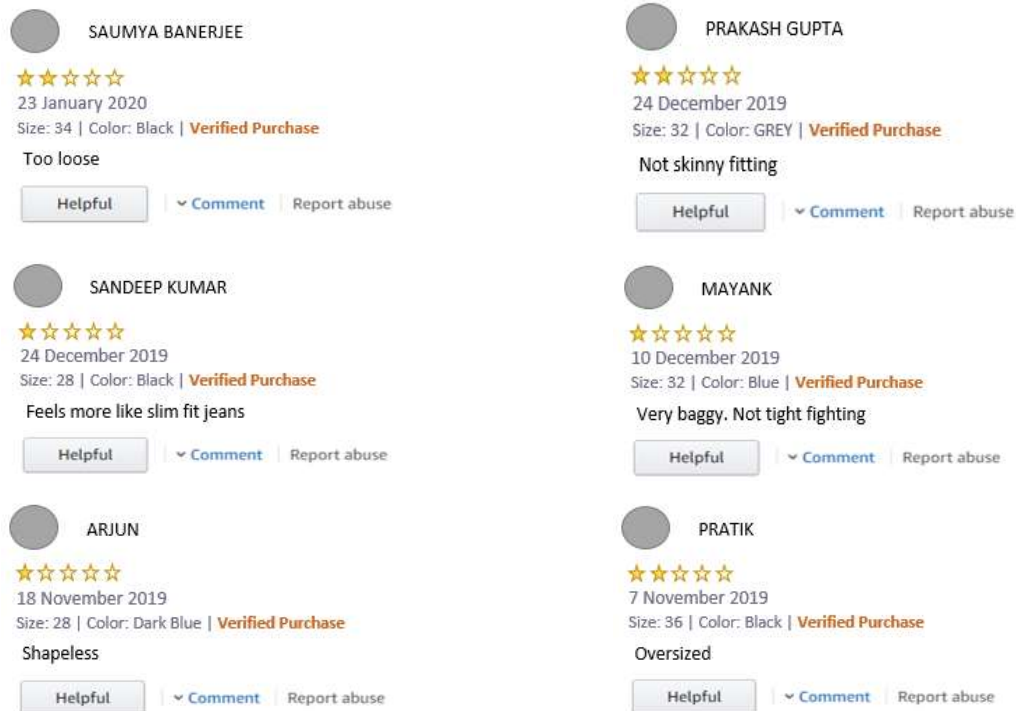 SAUMYA BANERJEE
23 January 2020
Size: 34 | Color: Black | Verified Purchase
Too loose
Helpful | Comment | Report abuse
PRAKASH GUPTA
24 December 2019
Size: 32 | Color: GREY | Verified Purchase
Not skinny fitting
Helpful | Comment | Report abuse
SANDEEP KUMAR
24 December 2019
Size: 28 | Color: Black | Verified Purchase
Feels more like slim fit jeans
Helpful | Comment | Report abuse
MAYANK
10 December 2019
Size: 32 | Color: Blue | Verified Purchase
Very baggy. Not tight fighting
Helpful | Comment | Report abuse
ARJUN
18 November 2019
Size: 28 | Color: Dark Blue | Verified Purchase
Shapeless
Helpful | Comment | Report abuse
PRATIK
7 November 2019
Size: 36 | Color: Black | Verified Purchase
Oversized
Helpful | Comment | Report abuse